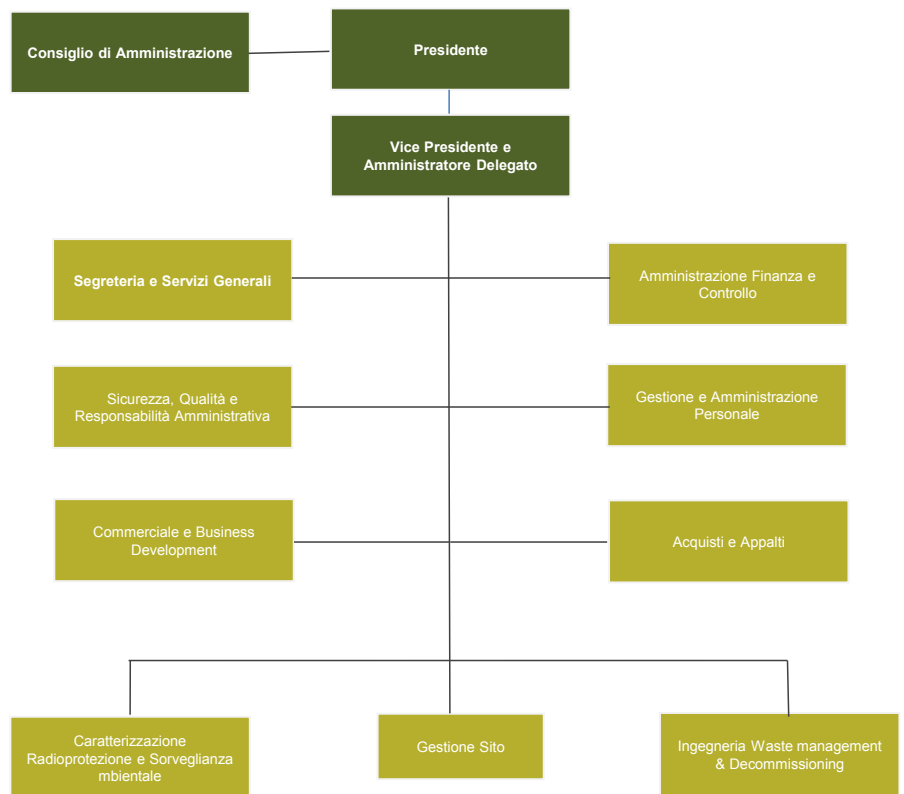 Consiglio di Amministrazione
Presidente
Vice Presidente e
Amministratore Delegato
Segreteria e Servizi Generali
Amministrazione Finanza e
Controllo
Sicurezza, Qualità e
Responsabilità Amministrativa
Gestione e Amministrazione
Personale
Commerciale e Business
Development
Acquisti e Appalti
Caratterizzazione
Radioprotezione e Sorveglianza
mbientale
Gestione Sito
Ingegneria Waste management
& Decommissioning